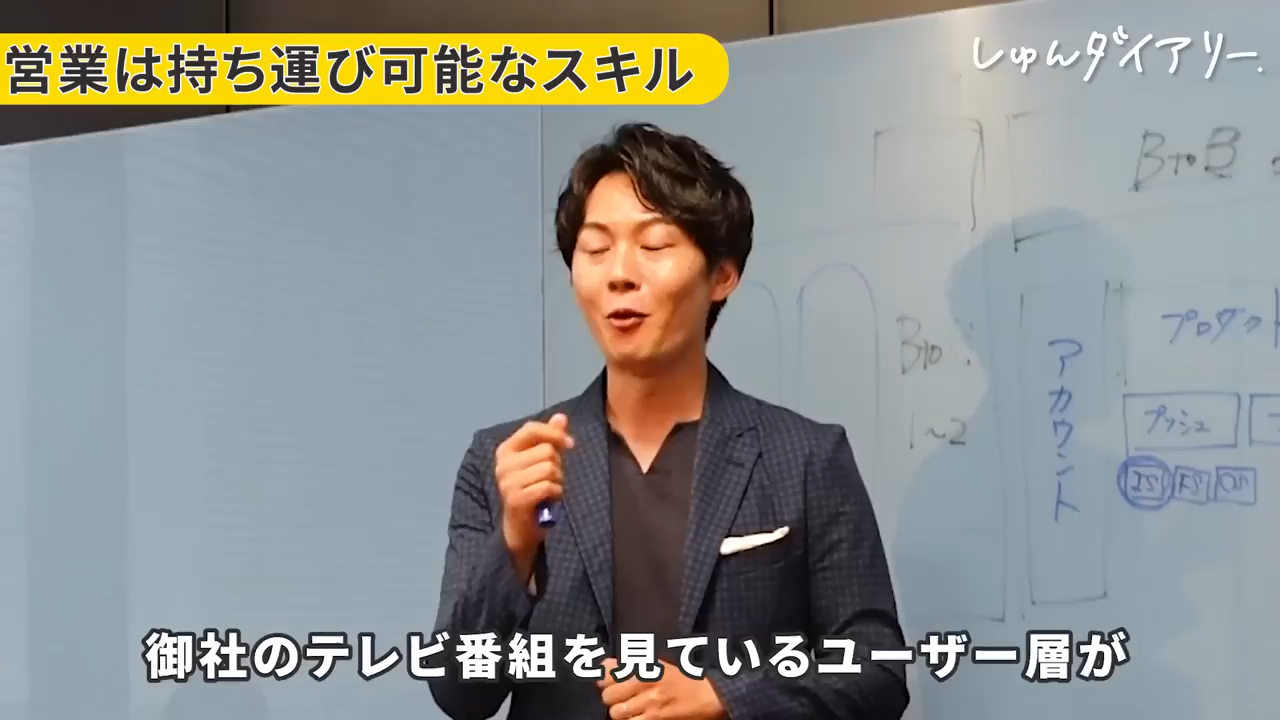 営業は持ち運び可能なスキル
しゅんダイアリー.
BtoB
プロダクト
Bto
1~2
アカウント
プッシュ
IS FS CS
御社のテレビ番組を見ているユーザー層が